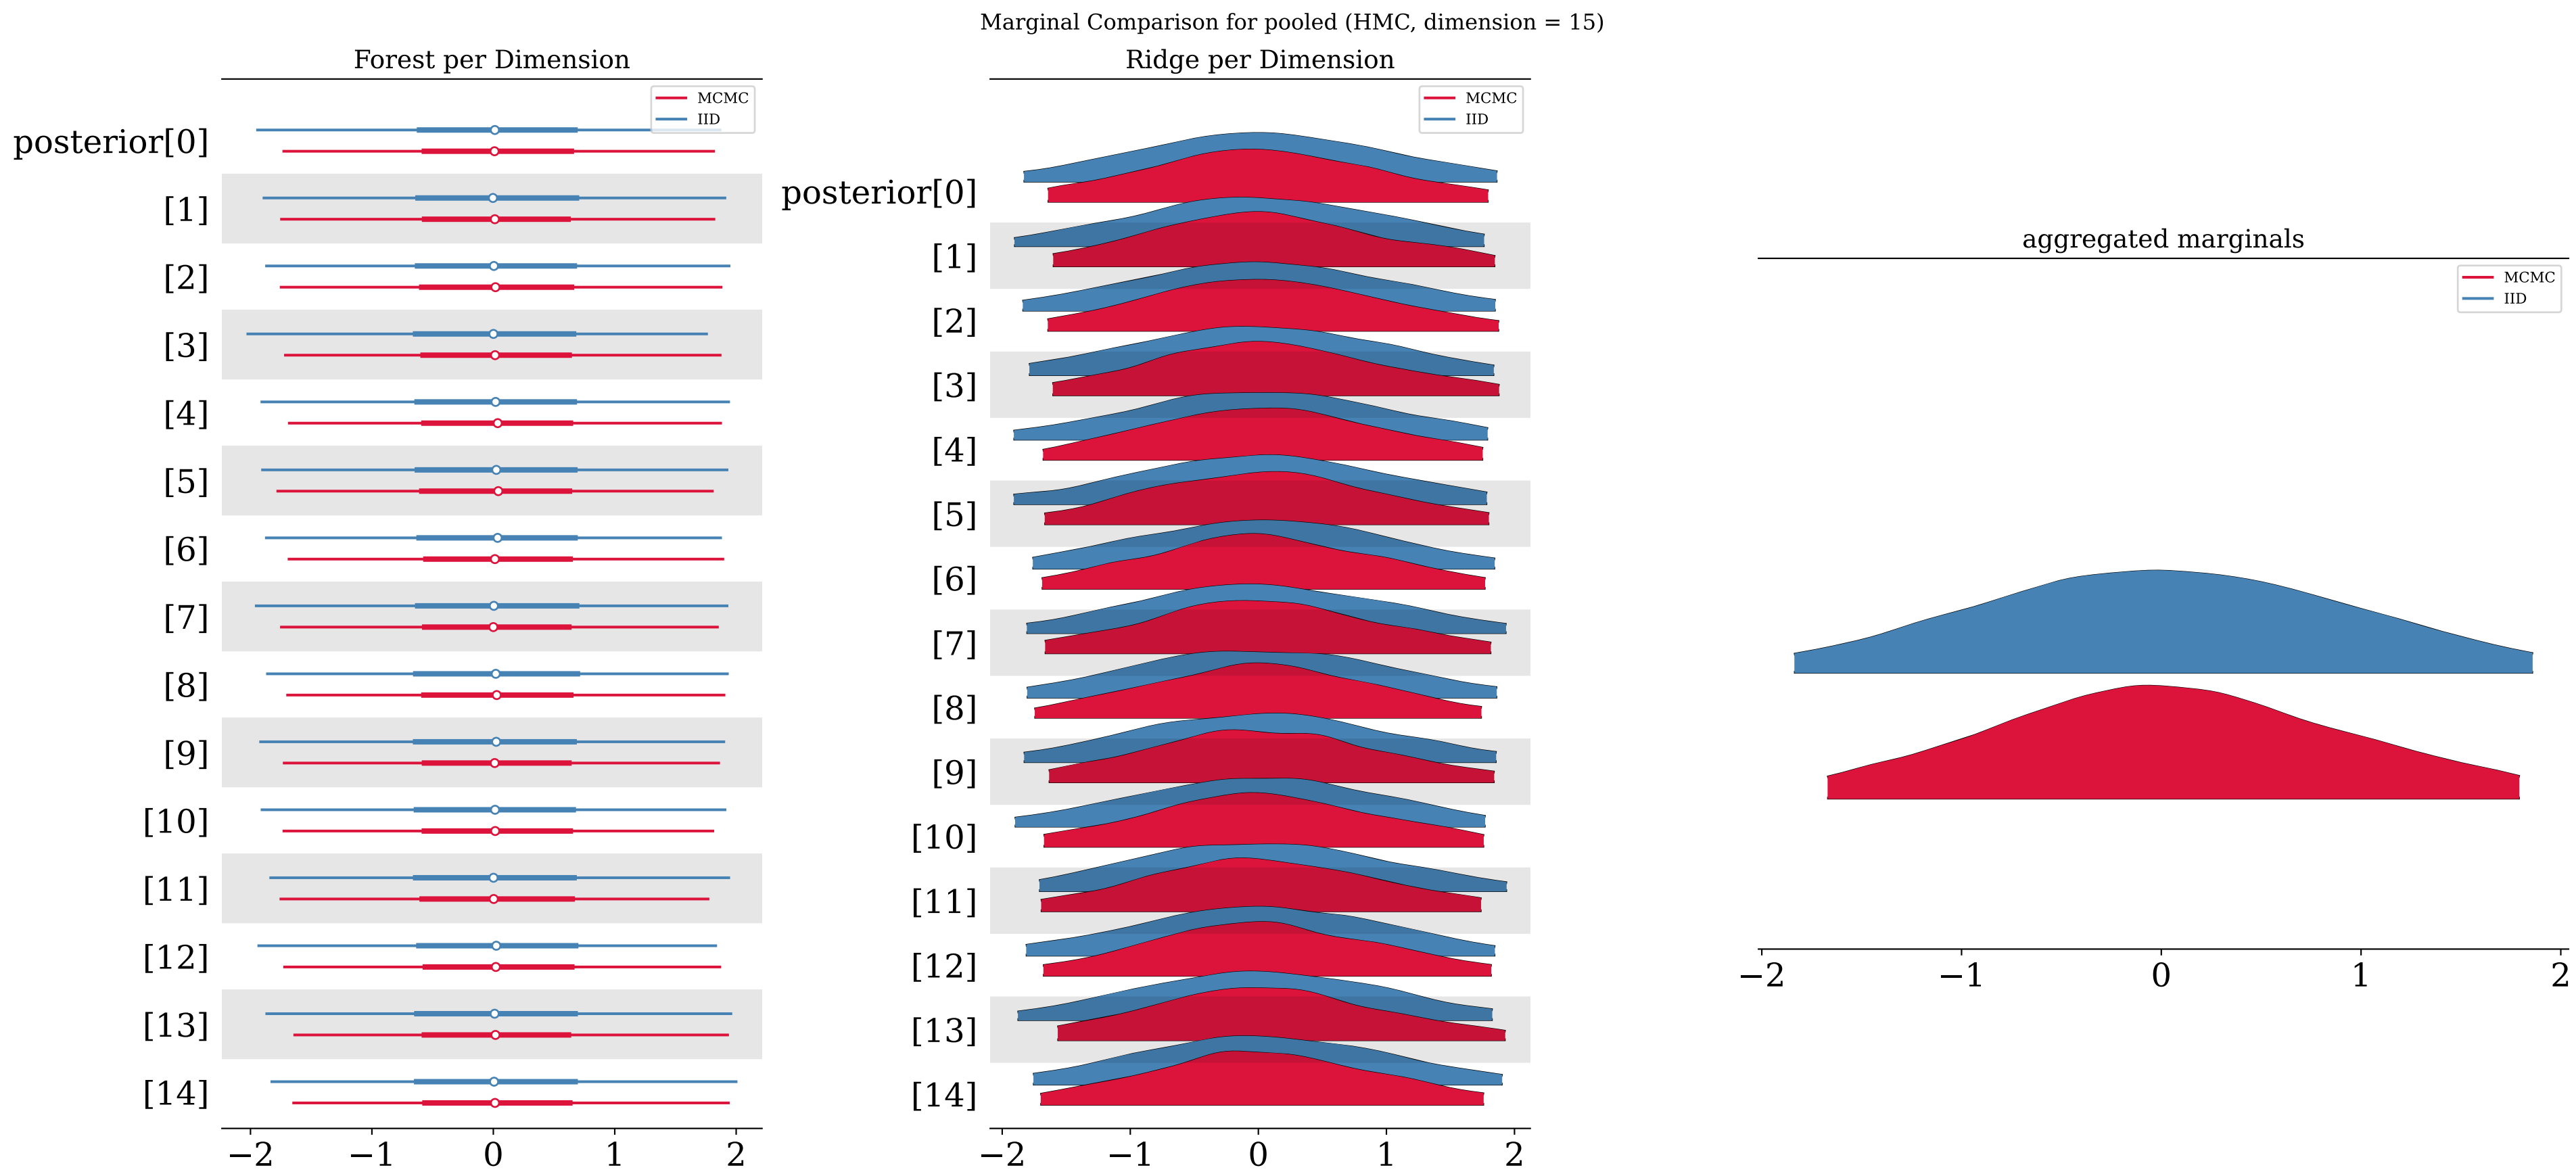 Marginal Comparison for pooled (HMC, dimension = 15)
Forest per Dimension
MCMC
IID
posterior[0]
[1]
[2]
[3]
[4]
[5]
[6]
[7]
[8]
[9]
[10]
[11]
[12]
[13]
[14]
−2 −1 0 1 2
Ridge per Dimension
MCMC
IID
posterior[0]
[1]
[2]
[3]
[4]
[5]
[6]
[7]
[8]
[9]
[10]
[11]
[12]
[13]
[14]
−2 −1 0 1 2
aggregated marginals
MCMC
IID
−2 −1 0 1 2